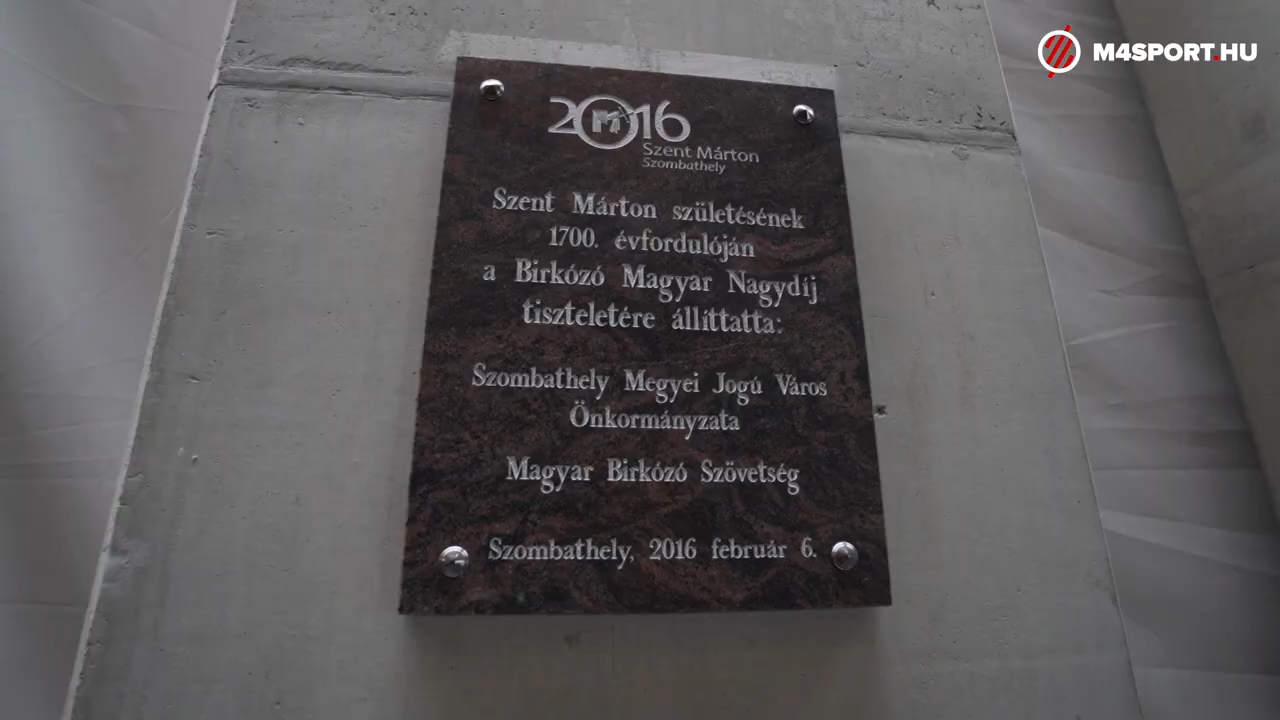 M4SPORT.HU
2016
Szent Márton
Szombathely
Szent Márton születésének
1700. évfordulóján
a Birkózó Magyar Nagydíj
tiszteletére állíttatta:
Szombathely Megyei Jogú Város
Önkormányzata
Magyar Birkózó Szövetség
Szombathely, 2016 február 6.